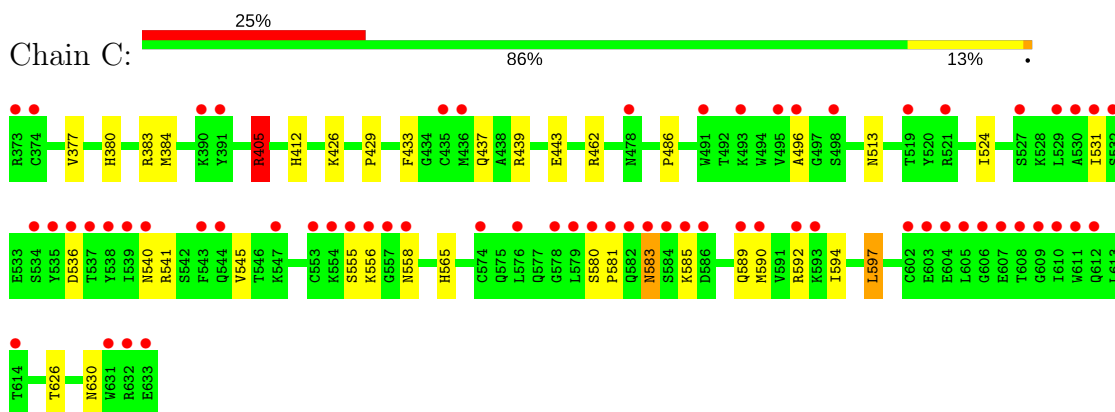 25%
Chain C:
86% 13% •
R373 C374 V377 H380 R383 M384 K390 Y391 R405 H412 K426 P429 F433 G434 C435 M436 Q437 A438 R439 E443 R462 N478 P486 W491 T492 K493 W494 V495 A496 G497 S498 N513 T519 Y520 R521 I524 S527 K528 L529 A530 I531
E533 S534 Y535 D536 T537 Y538 I539 N540 R541 S542 F543 Q544 V545 T546 K547 C553 K554 S555 K556 G557 N558 H565 C574 Q575 L576 Q577 G578 L579 S580 P581 Q582 N583 S584 K585 D586 Q589 M590 V591 R592 K593 I594 L597 C602 E603 E604 L605 G606 E607 T608 G609 I610 W611 Q612
T614 T626 N630 W631 R632 E633